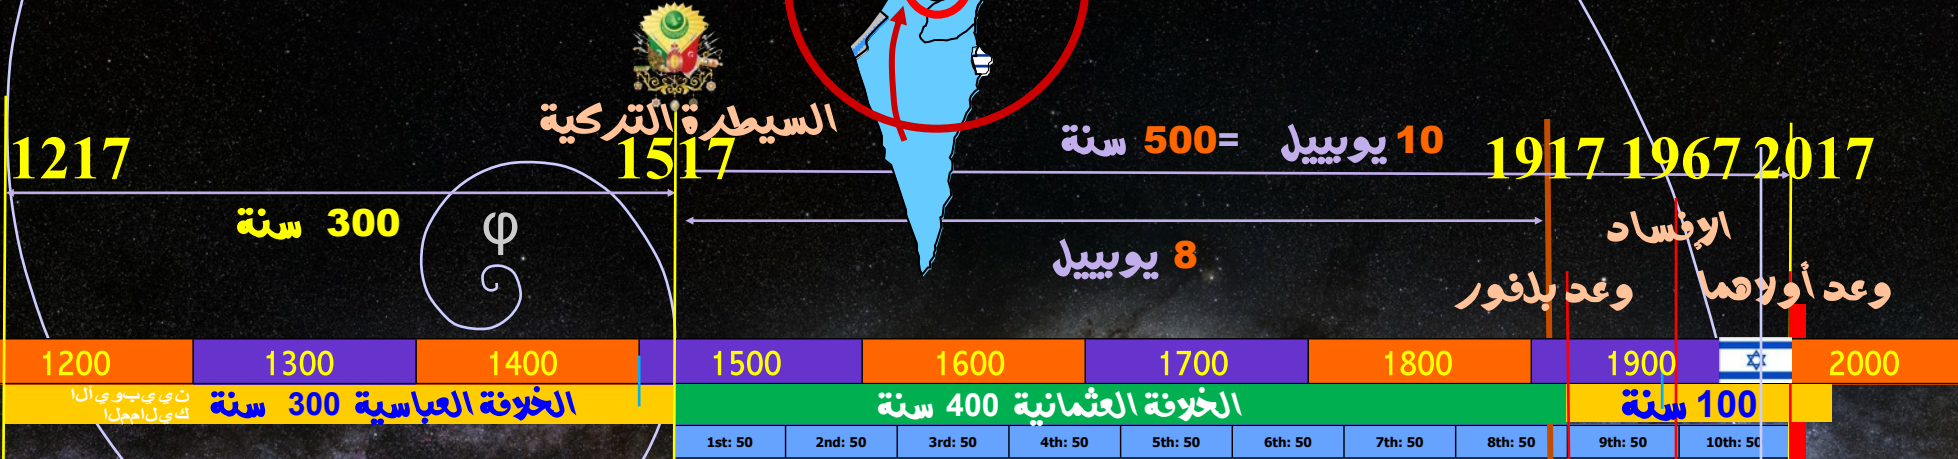 السيطرة التركية
1217
1517
10 يوبييل =500 سنة
1917 1967 2017
300 سنة
φ
8 يوبييل
الإفساد
وعد بلفور
وعد أولاهما
1200 1300 1400 1500 1600 1700 1800 1900 2000
الخلافة العباسية 300 سنة
الخلافة العثمانية 400 سنة
100 سنة
1st: 50 2nd: 50 3rd: 50 4th: 50 5th: 50 6th: 50 7th: 50 8th: 50 9th: 50 10th: 50